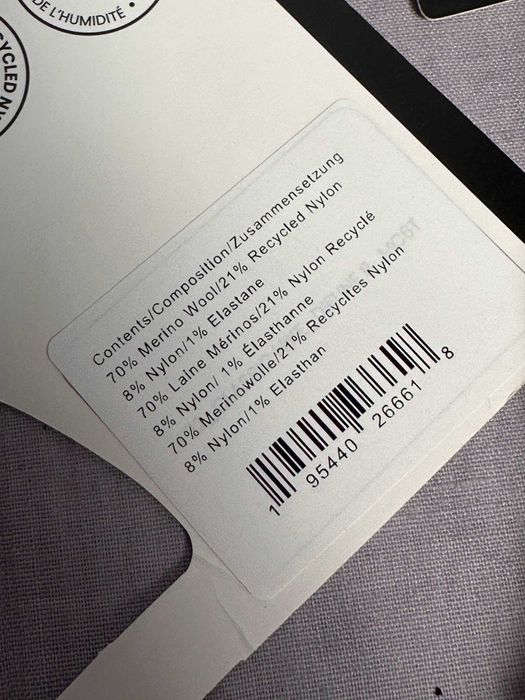 DE L'HUMIDITÉ •
YCLED
Contents/Composition/Zusammensetzung
70% Merino Wool/21% Recycled Nylon
8% Nylon/1% Elastane
70% Laine Mérinos/21% Nylon Recyclé
8% Nylon/ 1% Élasthanne
70% Merinowolle/21% Recycltes Nylon
8% Nylon/1% Elasthan
1 95440 26661 8